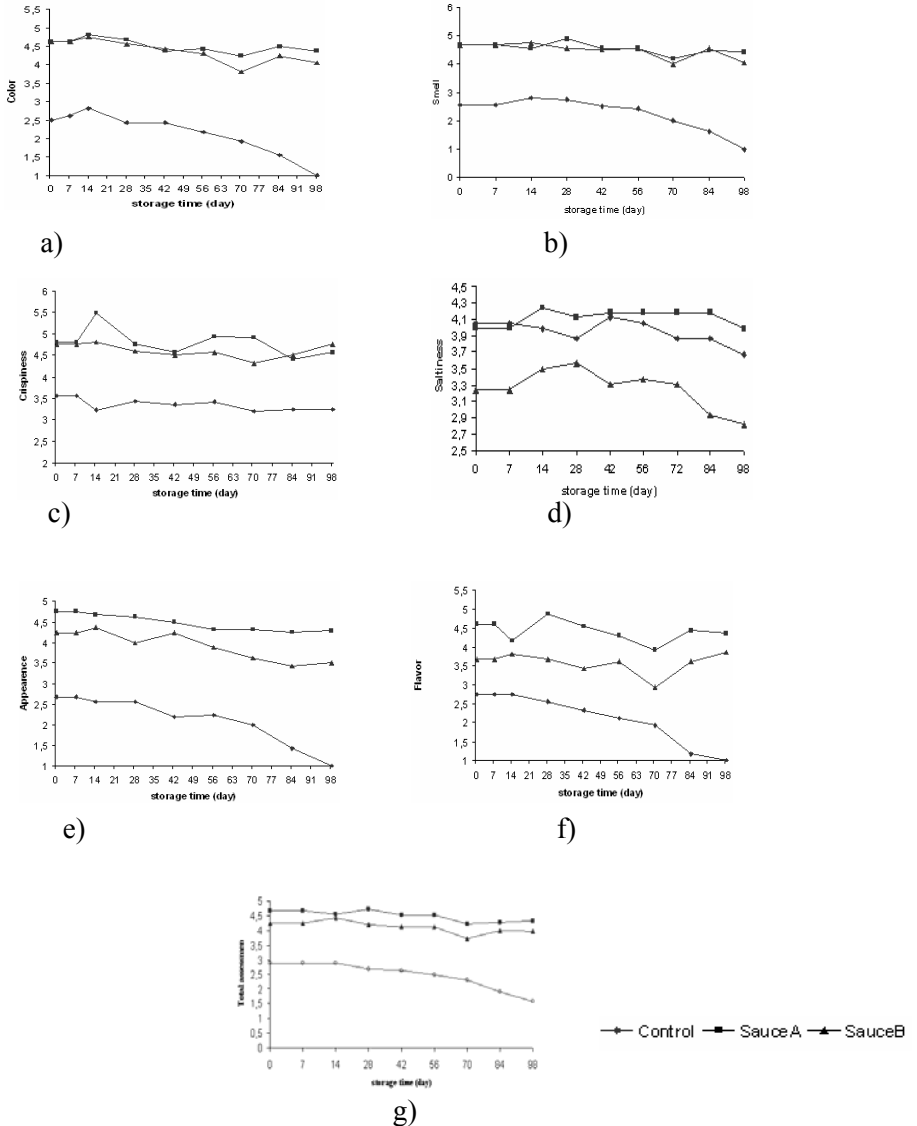 5,5
5
4,5
4
3,5
3
2,5
2
1,5
1
Color
0 7 14 21 28 35 42 49 56 63 70 77 84 91 98
storage time (day)
a)
6
5
4
3
2
1
0
Smell
0 7 14 28 42 56 70 84 98
storage time (day)
b)
6
5,5
5
4,5
4
3,5
3
2,5
2
Crispiness
0 7 14 21 28 35 42 49 56 63 70 77 84 91 98
storage time (day)
c)
4,5
4,3
4,1
3,9
3,7
3,5
3,3
3,1
2,9
2,7
2,5
Saltiness
0 7 14 28 42 56 72 84 98
storage time (day)
d)
5
4,5
4
3,5
3
2,5
2
1,5
1
Appearence
0 7 14 21 28 35 42 49 56 63 70 77 84 91 98
storage time (day)
e)
5,5
5
4,5
4
3,5
3
2,5
2
1,5
1
Flavor
0 7 14 21 28 35 42 49 56 63 70 77 84 91 98
storage time (day)
f)
5
4,5
4
3,5
3
2,5
2
1,5
1
0,5
0
Total assessmen
0 7 14 28 42 56 70 84 98
storage time (day)
g)
Control SauceA SauceB